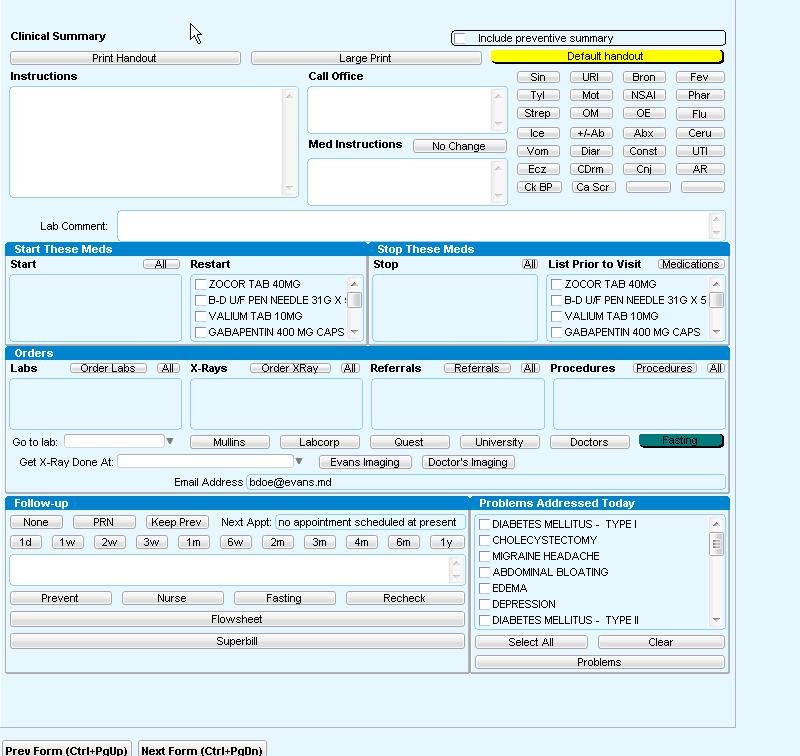 Clinical Summary
Include preventive summary
Print Handout Large Print Default handout
Instructions Call Office
Sin URI Bron Fev
Tyl Mot NSAI Phar
Strep OM OE Flu
Ice +/-Ab Abx Ceru
Med Instructions No Change
Vom Diar Const UTI
Ecz CDrm Cnj AR
Ck BP Ca Scr
Lab Comment:
Start These Meds Stop These Meds
Start All Restart Stop All List Prior to Visit Medications
ZOCOR TAB 40MG ZOCOR TAB 40MG
B-D U/F PEN NEEDLE 31G X B-D U/F PEN NEEDLE 31G X 5
VALIUM TAB 10MG VALIUM TAB 10MG
GABAPENTIN 400 MG CAPS GABAPENTIN 400 MG CAPS
Orders
Labs Order Labs All X-Rays Order XRay All Referrals Referrals All Procedures Procedures All
Go to lab: Mullins Labcorp Quest University Doctors Fasting
Get X-Ray Done At: Evans Imaging Doctor's Imaging
Email Address bdoe@evans.md
Follow-up Problems Addressed Today
None PRN Keep Prev Next Appt: no appointment scheduled at present
1d 1w 2w 3w 1m 6w 2m 3m 4m 6m 1y
DIABETES MELLITUS - TYPE I
CHOLECYSTECTOMY
MIGRAINE HEADACHE
ABDOMINAL BLOATING
EDEMA
DEPRESSION
DIABETES MELLITUS - TYPE II
Prevent Nurse Fasting Recheck
Flowsheet
Superbill
Select All Clear
Problems
Prev Form (Ctrl+PgUp) Next Form (Ctrl+PgDn)